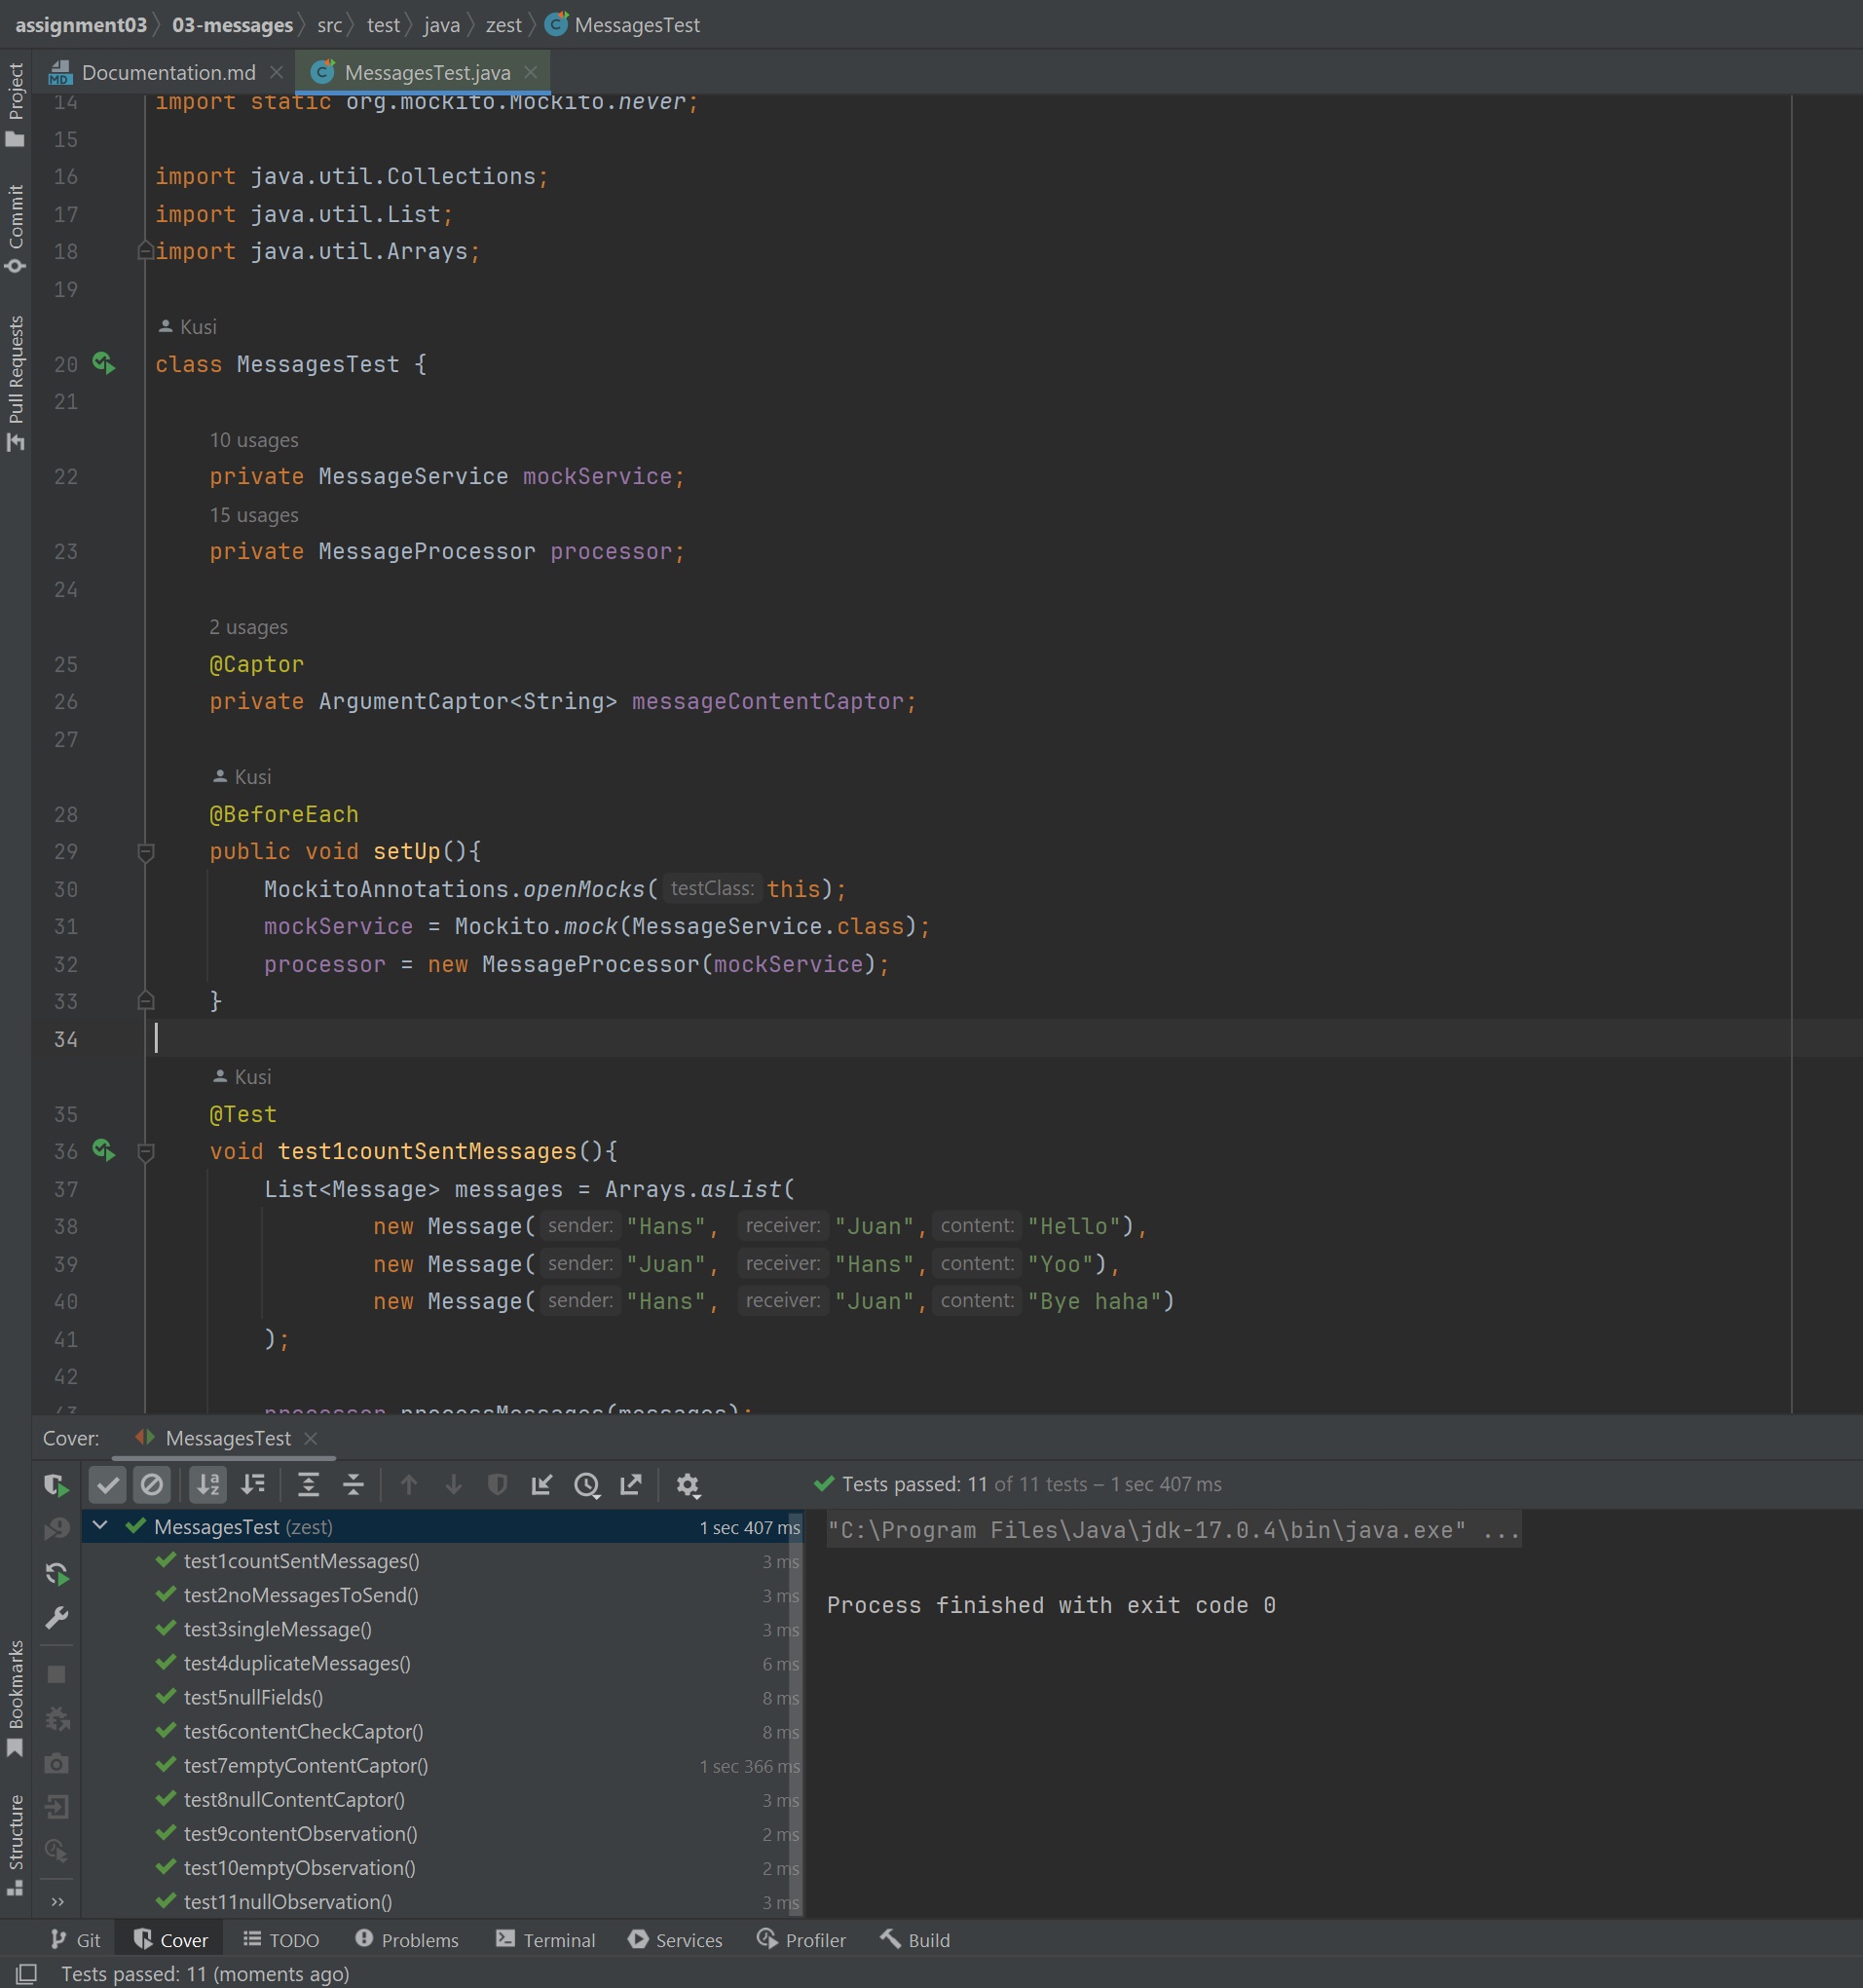 assignment03 03-messages src test java zest MessagesTest
Documentation.md MessagesTest.java
Project
Commit
Pull Requests
Bookmarks
Structure
14 import static org.mockito.Mockito.never;
15
16 import java.util.Collections;
17 import java.util.List;
18 import java.util.Arrays;
19
Kusi
20 class MessagesTest {
21
10 usages
22 private MessageService mockService;
15 usages
23 private MessageProcessor processor;
24
2 usages
25 @Captor
26 private ArgumentCaptor<String> messageContentCaptor;
27
Kusi
28 @BeforeEach
29 public void setUp(){
30 MockitoAnnotations.openMocks( testClass: this);
31 mockService = Mockito.mock(MessageService.class);
32 processor = new MessageProcessor(mockService);
33 }
34
Kusi
35 @Test
36 void test1countSentMessages(){
37 List<Message> messages = Arrays.asList(
38 new Message( sender: "Hans", receiver: "Juan", content: "Hello"),
39 new Message( sender: "Juan", receiver: "Hans", content: "Yoo"),
40 new Message( sender: "Hans", receiver: "Juan", content: "Bye haha")
41 );
42
43 processor.processMessages(messages);
Cover: MessagesTest
Tests passed: 11 of 11 tests – 1 sec 407 ms
MessagesTest (zest) 1 sec 407 ms
test1countSentMessages() 3 ms
test2noMessagesToSend() 3 ms
test3singleMessage() 3 ms
test4duplicateMessages() 6 ms
test5nullFields() 8 ms
test6contentCheckCaptor() 8 ms
test7emptyContentCaptor() 1 sec 366 ms
test8nullContentCaptor() 3 ms
test9contentObservation() 2 ms
test10emptyObservation() 2 ms
test11nullObservation() 3 ms
"C:\Program Files\Java\jdk-17.0.4\bin\java.exe" ...
Process finished with exit code 0
Git Cover TODO Problems Terminal Services Profiler Build
Tests passed: 11 (moments ago)